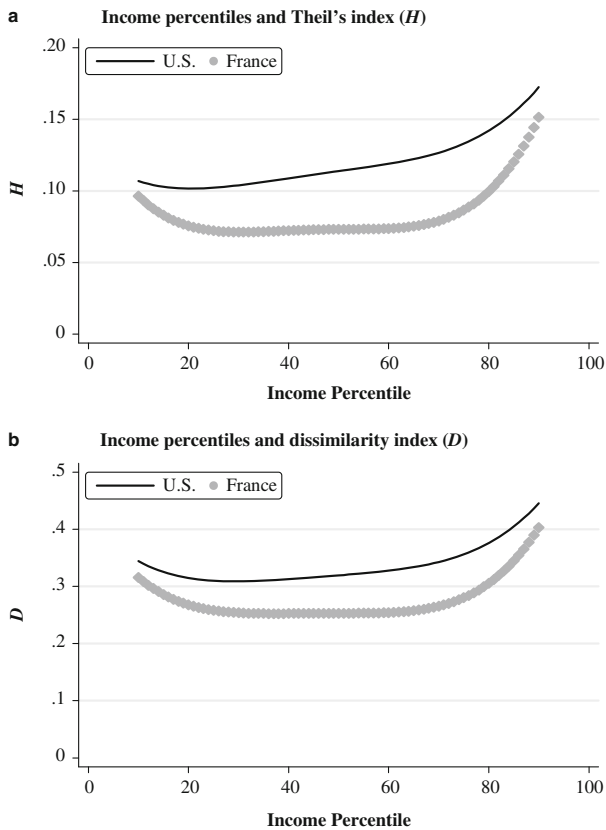 a Income percentiles and Theil's index (H)
.20
U.S. France
.15
H
.10
.05
0
0 20 40 60 80 100
Income Percentile
b Income percentiles and dissimilarity index (D)
.5
U.S. France
.4
.3
D
.2
.1
0
0 20 40 60 80 100
Income Percentile